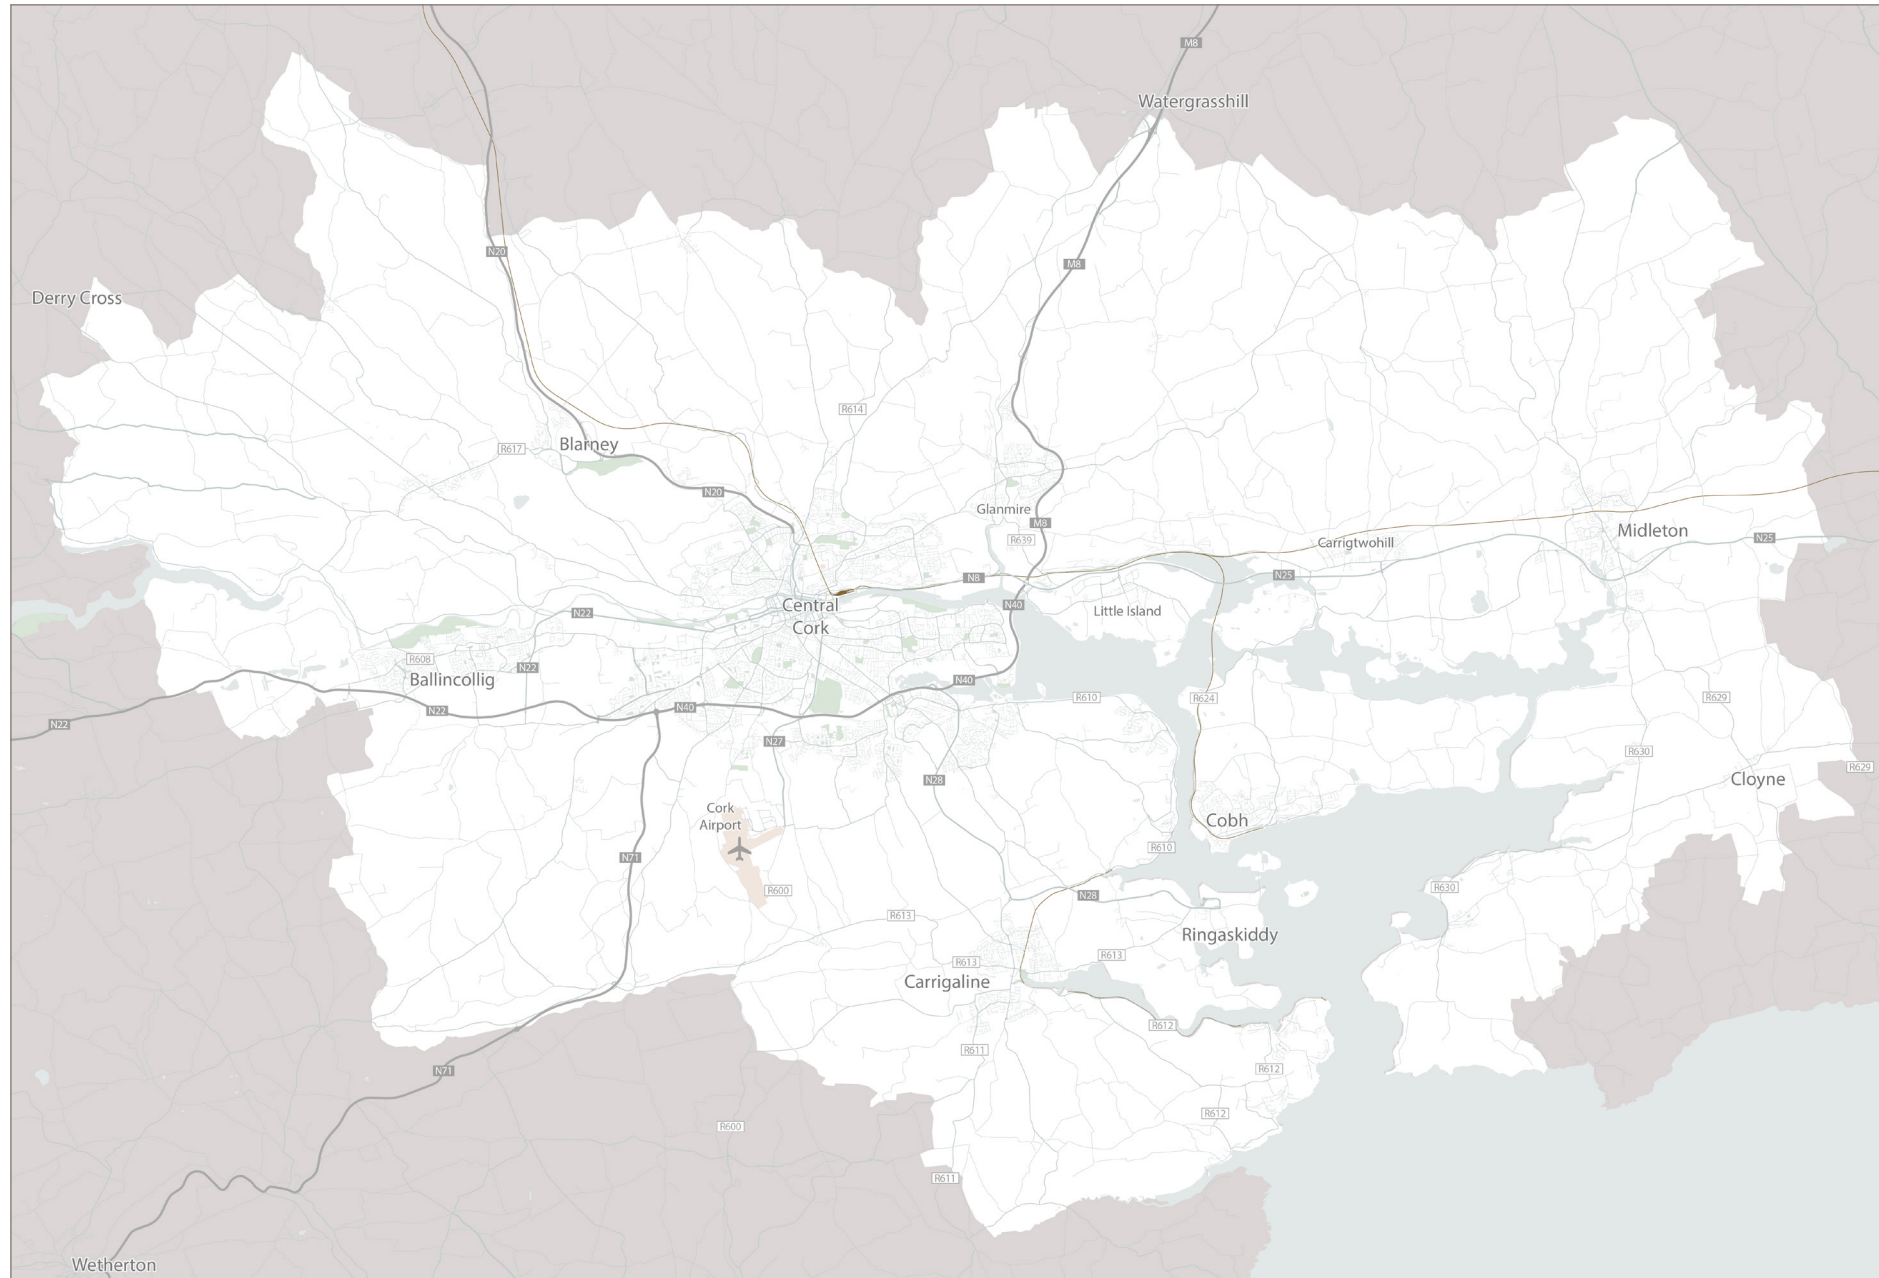 M8
Watergrasshill
N20
M8
Derry Cross
R614
Blarney
R617
N20
Glanmire
M8
R639
Carrigtwohill
Midleton
N25
N8
N25
Central
Cork
N40
Little Island
N22
R608
N22
Ballincollig
N40
N22
N22
N40
R610
R624
R629
N27
R630
R629
N28
Cloyne
Cork
Airport
Cobh
R610
N71
R600
N28
R630
R613
Ringaskiddy
R613
R613
Carrigaline
R612
R611
N71
R612
R612
R600
R611
Wetherton